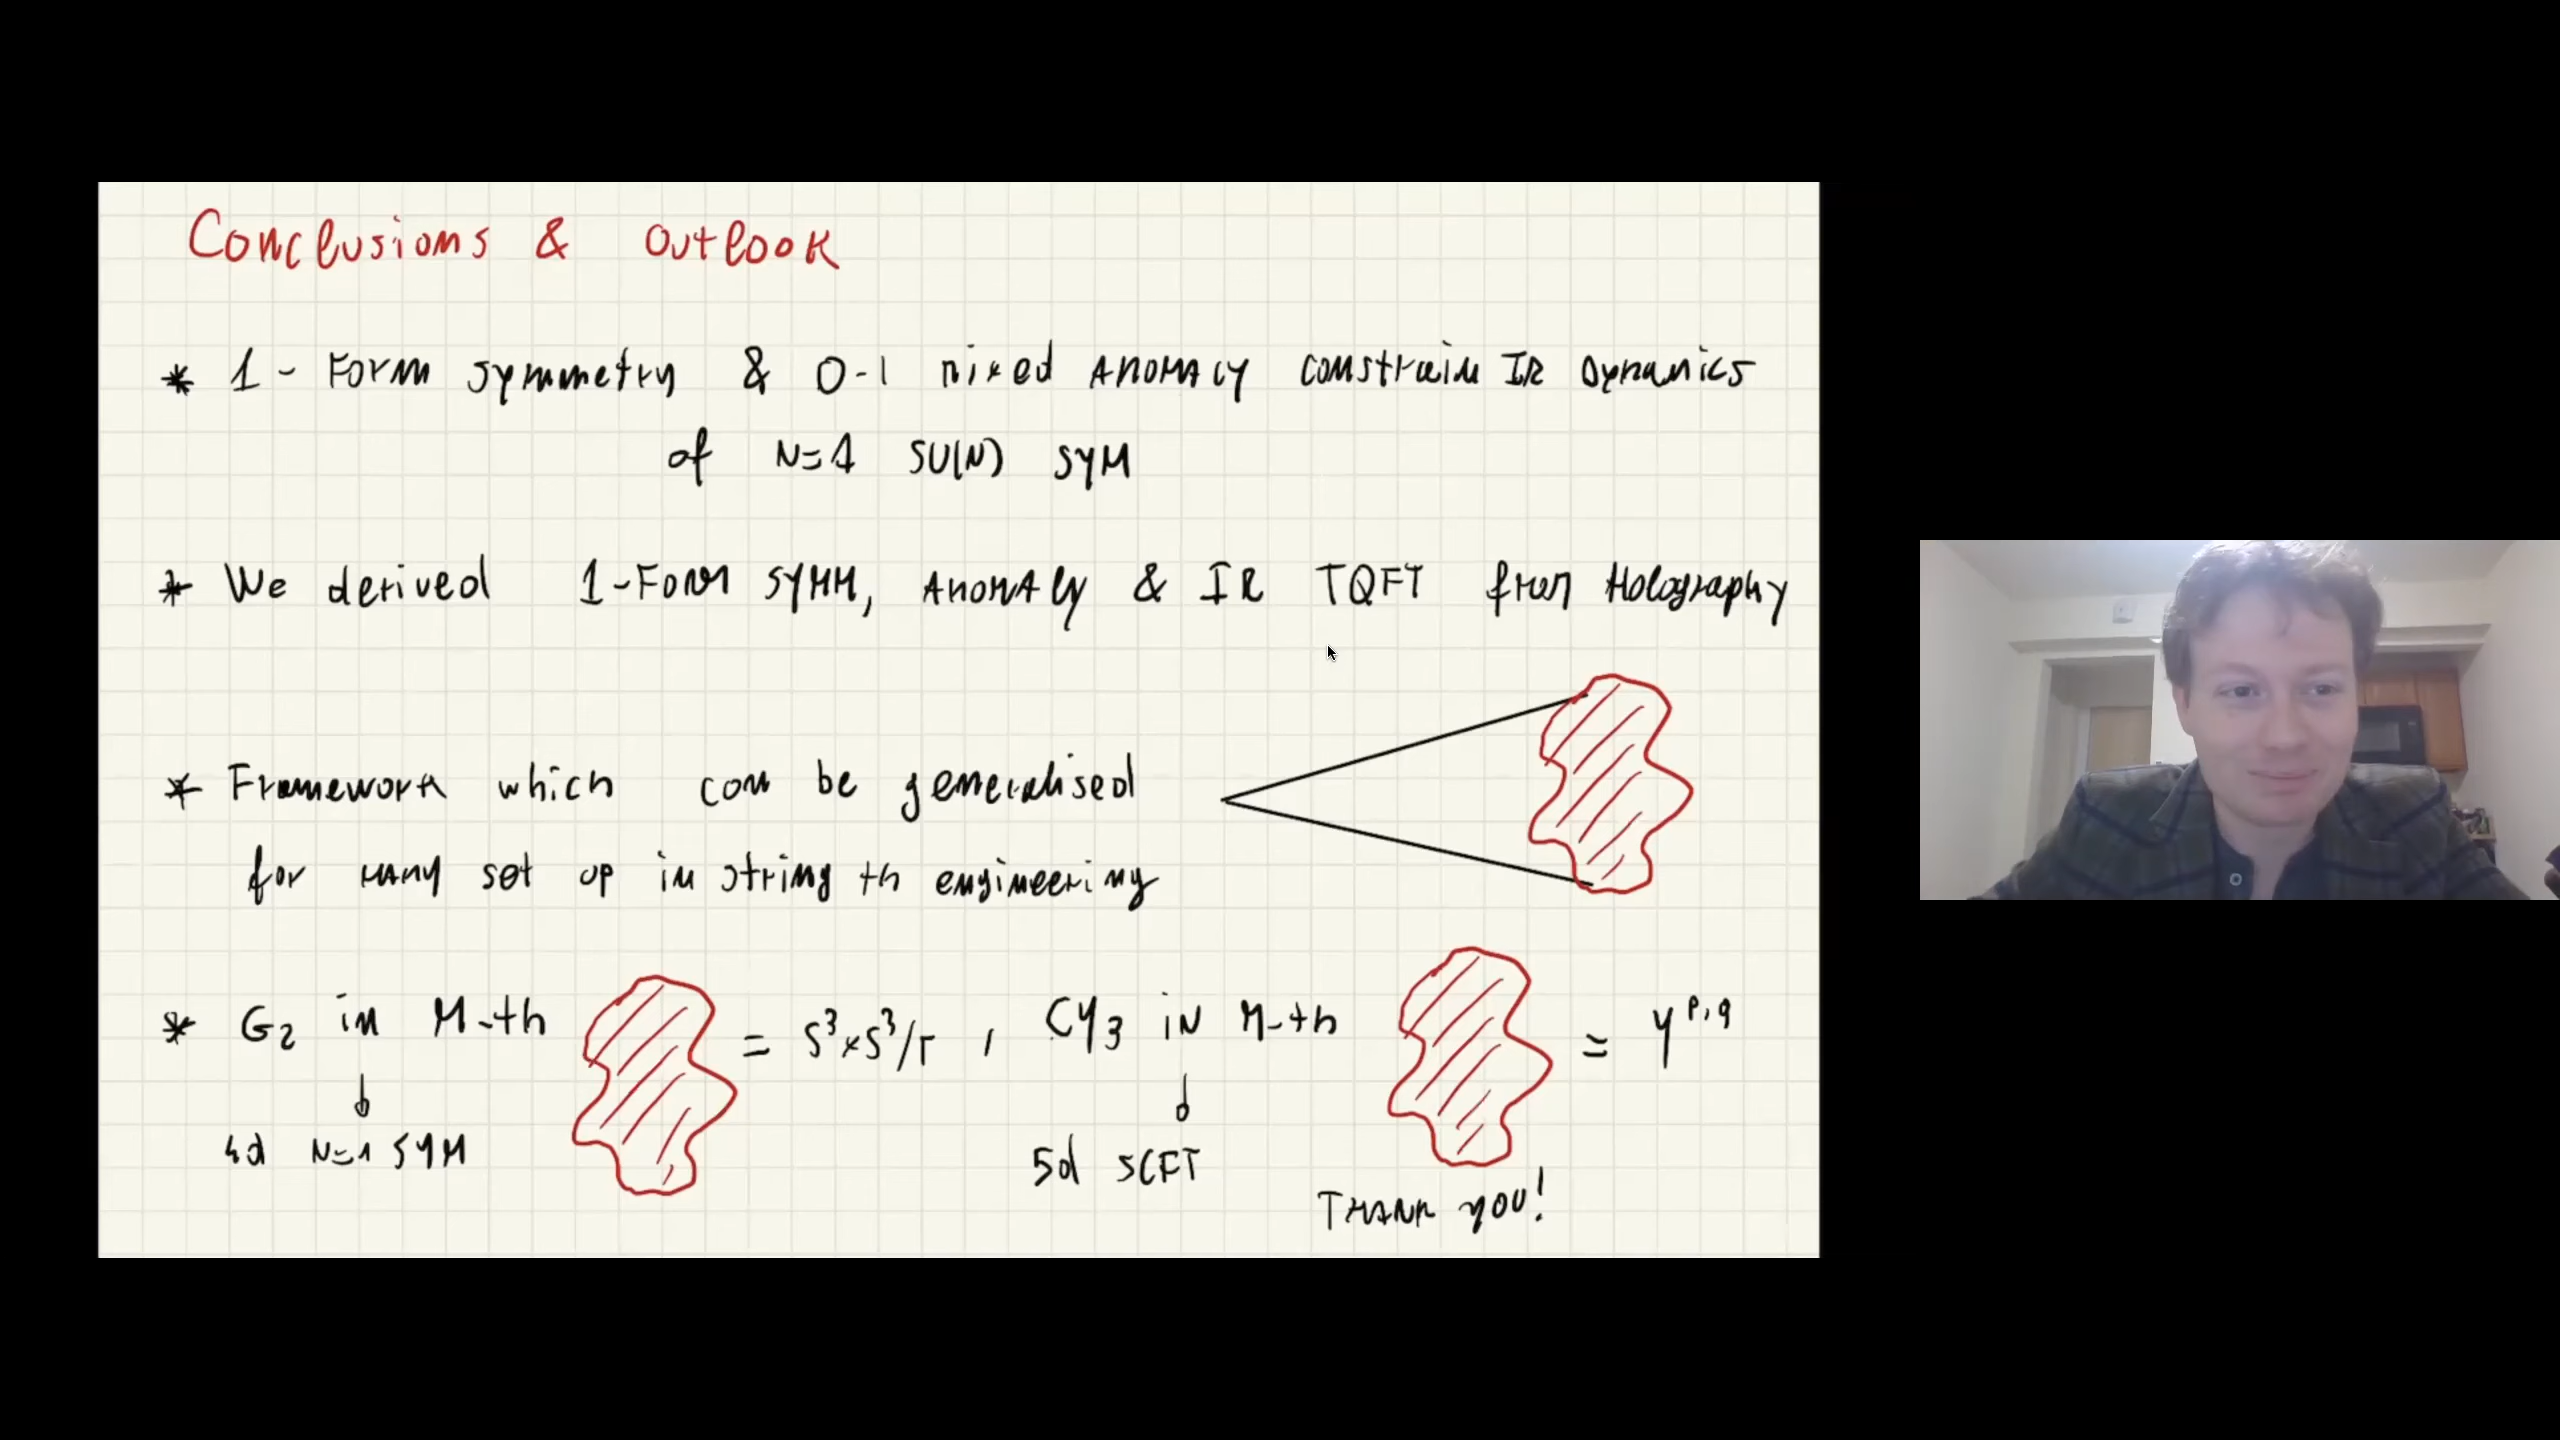 Conclusions & Outlook
* 1-Form symmetry & 0-1 mixed Anomaly constrain IR Dynamics
of N=1 SU(N) SYM
* We derived 1-Form SYMM, Anomaly & IR TQFT from Holography
* Framework which can be generalised
for many set up in string th engineering
* G₂ in M-th = S³×S³/Γ , CY₃ in M-th = Y^{p,q}
↓ ↓
4d N=1 SYM 5d SCFT
THANK YOU!